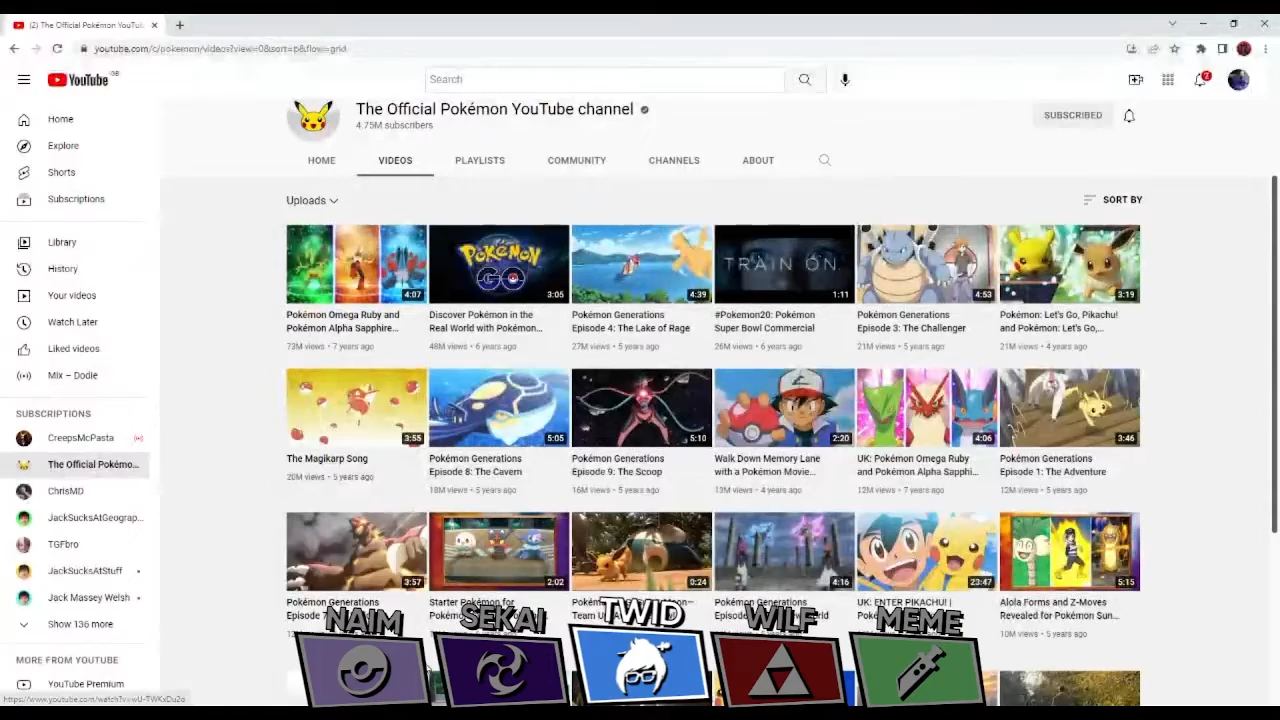 (2) The Official Pokémon YouTub
youtube.com/c/pokemon/videos?view=0&sort=p&flow=grid
YouTube GB
Search
7
The Official Pokémon YouTube channel
4.75M subscribers
SUBSCRIBED
HOME VIDEOS PLAYLISTS COMMUNITY CHANNELS ABOUT
Home
Explore
Shorts
Subscriptions
Library
History
Your videos
Watch Later
Liked videos
Mix – Dodie
SUBSCRIPTIONS
CreepsMcPasta
The Official Pokémo...
ChrisMD
JackSucksAtGeograp...
TGFbro
JackSucksAtStuff
Jack Massey Welsh
Show 136 more
MORE FROM YOUTUBE
YouTube Premium
Uploads
SORT BY
POKÉMON GO
TRAIN ON.
4:07 3:05 4:39 1:11 4:53 3:19
Pokémon Omega Ruby and
Pokémon Alpha Sapphire...
73M views • 7 years ago
Discover Pokémon in the
Real World with Pokémon...
48M views • 6 years ago
Pokémon Generations
Episode 4: The Lake of Rage
27M views • 5 years ago
#Pokemon20: Pokémon
Super Bowl Commercial
26M views • 6 years ago
Pokémon Generations
Episode 3: The Challenger
21M views • 5 years ago
Pokémon: Let's Go, Pikachu!
and Pokémon: Let's Go,...
21M views • 4 years ago
3:55 5:05 5:10 2:20 4:06 3:46
The Magikarp Song
20M views • 5 years ago
Pokémon Generations
Episode 8: The Cavern
18M views • 5 years ago
Pokémon Generations
Episode 9: The Scoop
16M views • 5 years ago
Walk Down Memory Lane
with a Pokémon Movie...
13M views • 4 years ago
UK: Pokémon Omega Ruby
and Pokémon Alpha Sapphi...
12M views • 7 years ago
Pokémon Generations
Episode 1: The Adventure
12M views • 5 years ago
3:57 2:02 0:24 4:16 23:47 5:15
Pokémon Generations
Starter Pokémon for
Pokémon Generations
UK: ENTER PIKACHU! |
Alola Forms and Z-Moves
Revealed for Pokémon Sun...
10M views • 5 years ago
NAIM SEKAI TWID WILF MEME